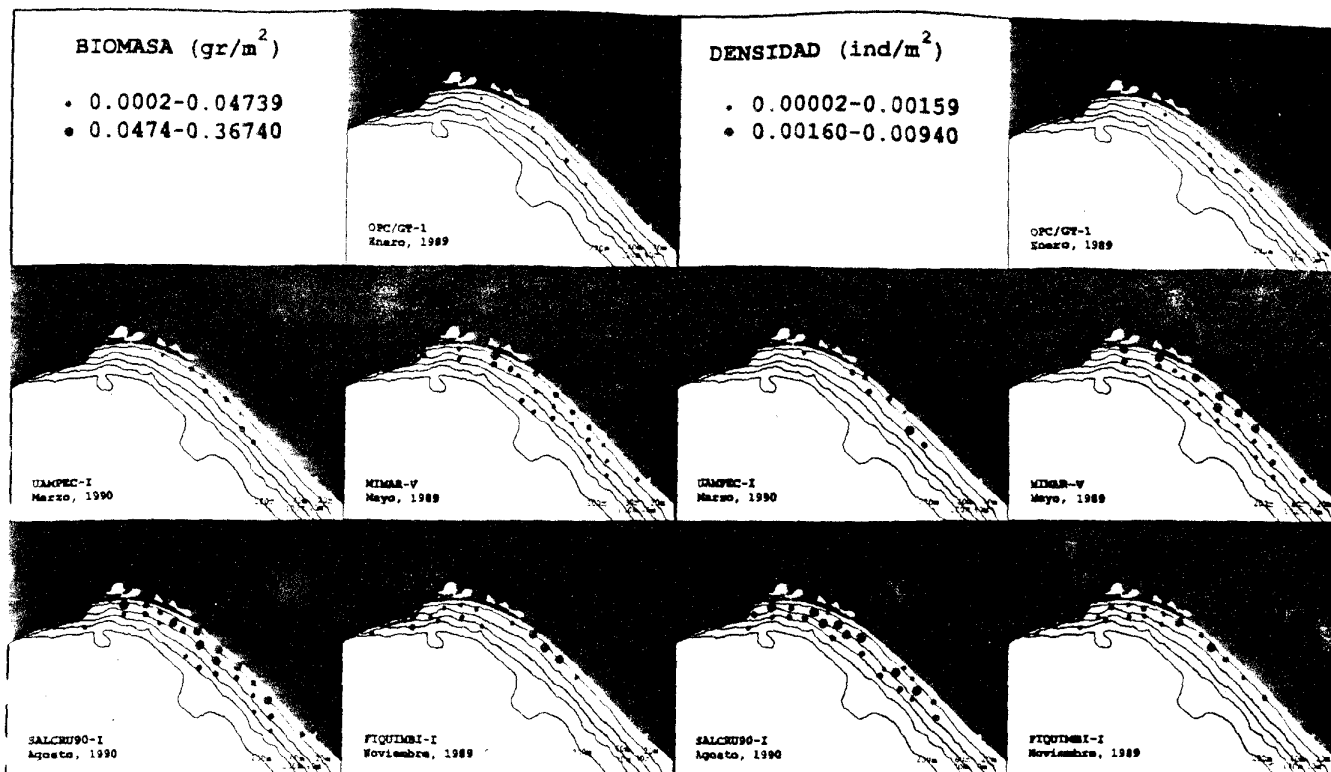 BIOMASA (gr/m²)
• 0.0002-0.04739
• 0.0474-0.36740
OPC/GT-1
Enero, 1989
DENSIDAD (ind/m²)
• 0.00002-0.00159
• 0.00160-0.00940
OPC/GT-1
Enero, 1989
UAMPEC-I
Marzo, 1990
MIMAR-V
Mayo, 1989
UAMPEC-I
Marzo, 1990
MIMAR-V
Mayo, 1989
SALCRU90-I
Agosto, 1990
FIQUIMBI-I
Noviembre, 1989
SALCRU90-I
Agosto, 1990
FIQUIMBI-I
Noviembre, 1989